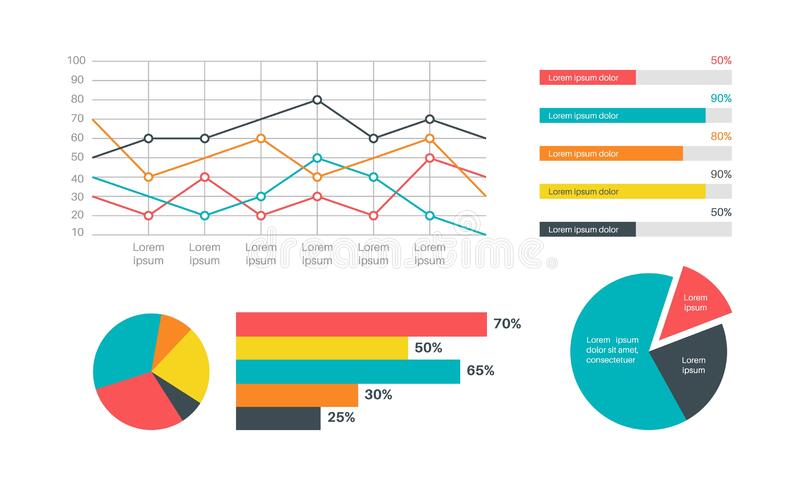 100
90
80
70
60
50
40
30
20
10
Lorem
ipsum
Lorem
ipsum
Lorem
ipsum
Lorem
ipsum
Lorem
ipsum
Lorem
ipsum
50%
Lorem ipsum dolor
90%
Lorem ipsum dolor
80%
Lorem ipsum dolor
90%
Lorem ipsum dolor
50%
Lorem ipsum dolor
70%
50%
65%
30%
25%
Lorem ipsum
dolor sit amet,
consectetuer
Lorem
ipsum
Lorem
ipsum
dreamstime